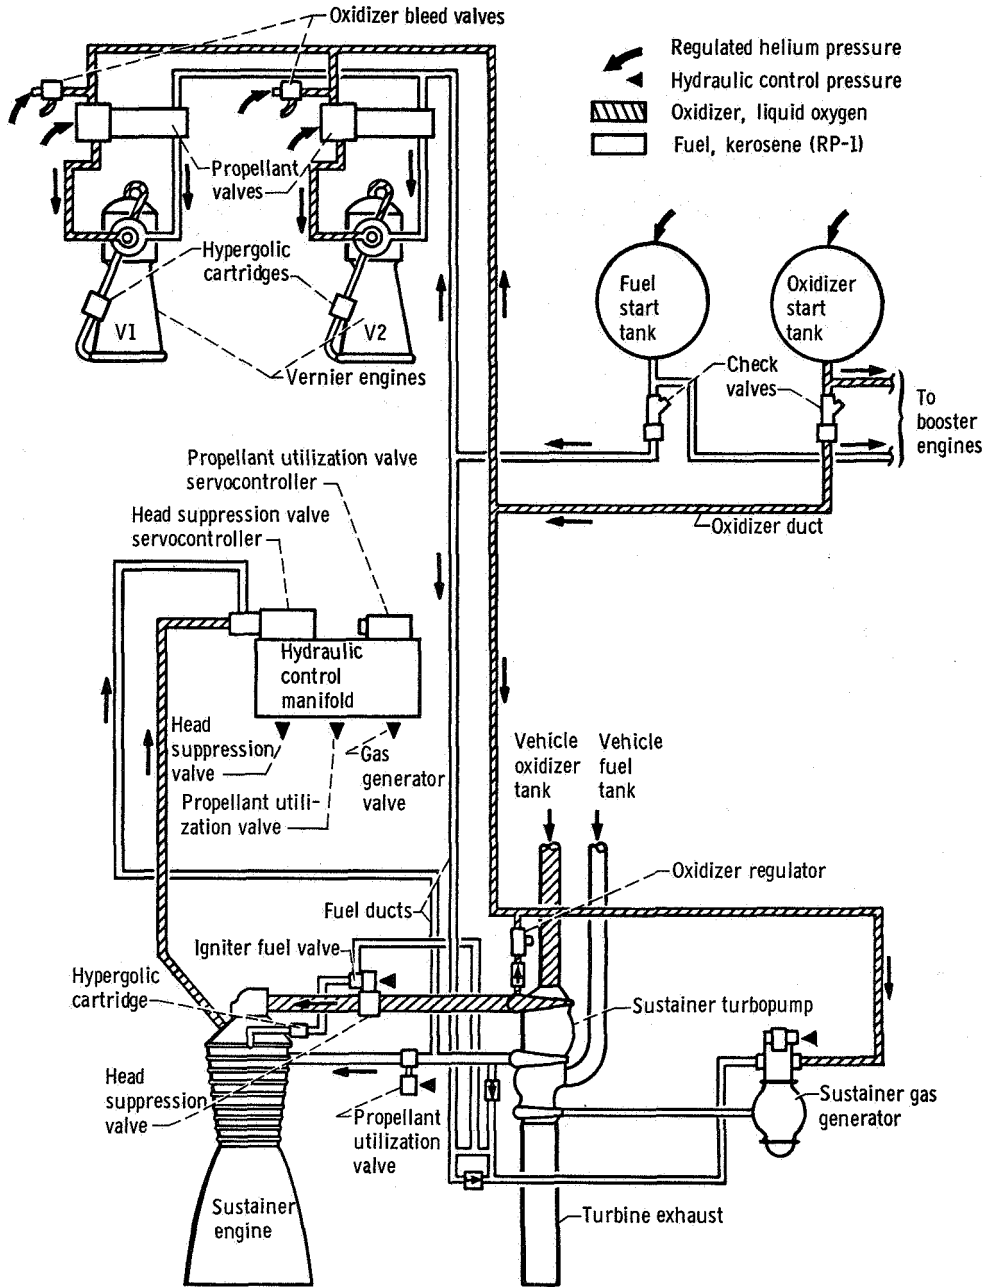 Oxidizer bleed valves
Regulated helium pressure
Hydraulic control pressure
Oxidizer, liquid oxygen
Fuel, kerosene (RP-1)
Propellant
valves
Hypergolic
cartridges
V1
V2
Vernier engines
Fuel
start
tank
Oxidizer
start
tank
Check
valves
To
booster
engines
Oxidizer duct
Propellant utilization valve
servocontroller
Head suppression valve
servocontroller
Hydraulic
control
manifold
Head
suppression
valve
Propellant utili-
zation valve
Gas
generator
valve
Vehicle
oxidizer
tank
Vehicle
fuel
tank
Oxidizer regulator
Fuel ducts
Igniter fuel valve
Hypergolic
cartridge
Sustainer turbopump
Head
suppression
valve
Propellant
utilization
valve
Sustainer gas
generator
Sustainer
engine
Turbine exhaust